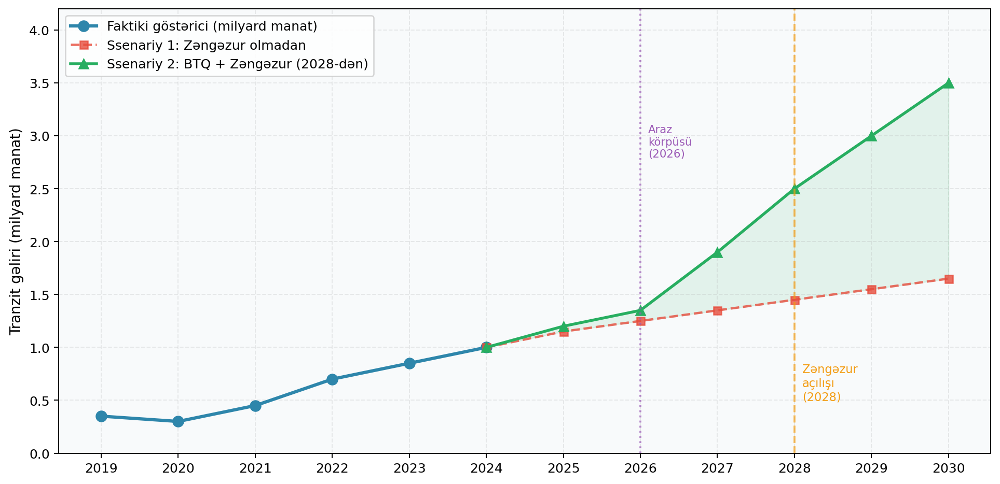 Faktiki göstərici (milyard manat)
Ssenariy 1: Zəngəzur olmadan
Ssenariy 2: BTQ + Zəngəzur (2028-dən)
Tranzit gəliri (milyard manat)
4.0
3.5
3.0
2.5
2.0
1.5
1.0
0.5
0.0
Araz
körpüsü
(2026)
Zəngəzur
açılışı
(2028)
2019 2020 2021 2022 2023 2024 2025 2026 2027 2028 2029 2030